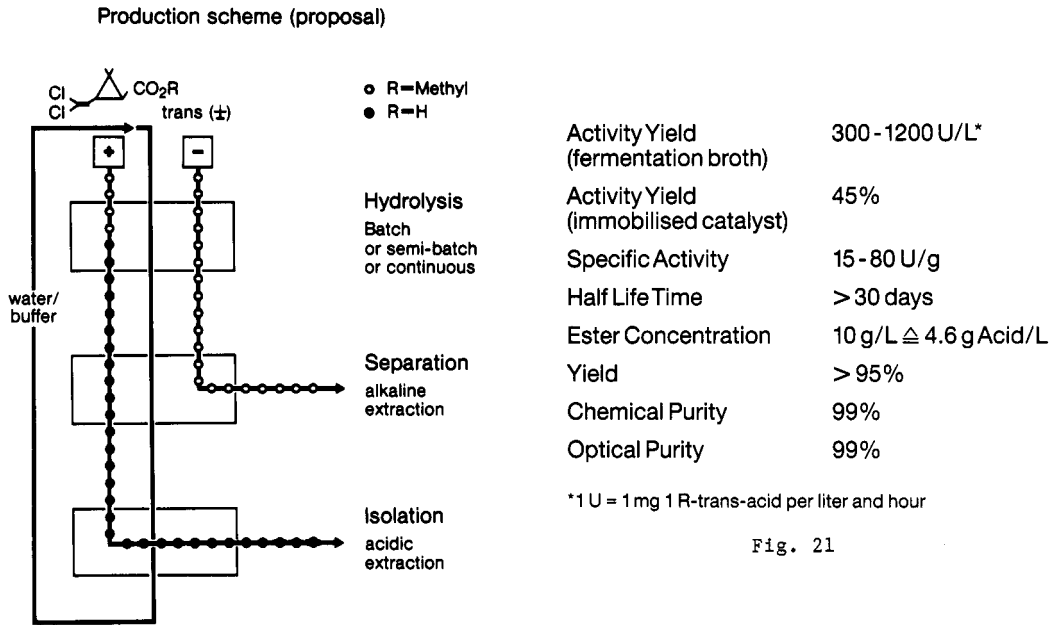 Production scheme (proposal)
Cl
Cl
CO₂R
trans (±)
R=Methyl
R=H
+
-
Hydrolysis
Batch
or semi-batch
or continuous
water/
buffer
Separation
alkaline
extraction
Isolation
acidic
extraction
Activity Yield 300-1200 U/L*
(fermentation broth)
Activity Yield 45%
(immobilised catalyst)
Specific Activity 15-80 U/g
Half Life Time > 30 days
Ester Concentration 10 g/L ≙ 4.6 g Acid/L
Yield > 95%
Chemical Purity 99%
Optical Purity 99%
*1 U = 1 mg 1 R-trans-acid per liter and hour
Fig. 21